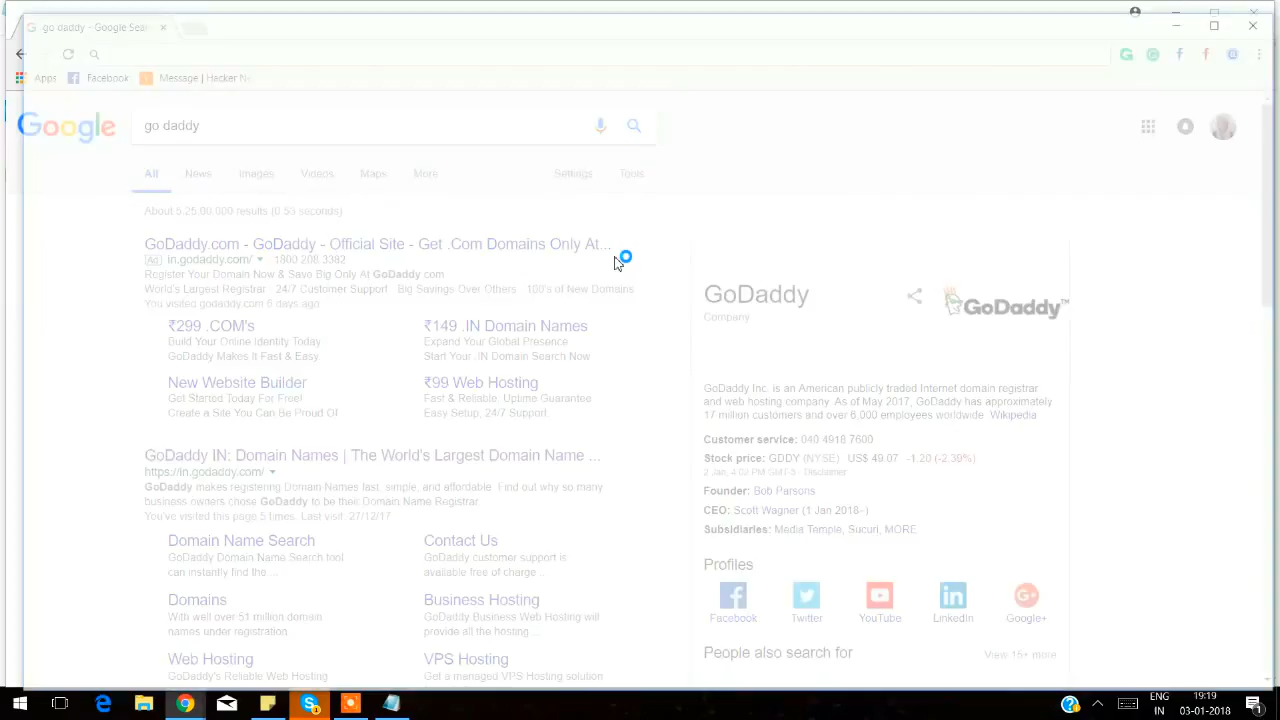 go daddy - Google Sear
Apps
Facebook
Message | Hacker Ne
Google
go daddy
All
News
Images
Videos
Maps
More
Settings
Tools
About 5,25,00,000 results (0.53 seconds)
GoDaddy.com - GoDaddy - Official Site - Get .Com Domains Only At...
Ad in.godaddy.com/ 1800 208 3382
Register Your Domain Now & Save Big Only At GoDaddy.com
World's Largest Registrar · 24/7 Customer Support · Big Savings Over Others · 100's of New Domains
You visited godaddy.com 6 days ago
₹299 .COM's
Build Your Online Identity Today
GoDaddy Makes It Fast & Easy.
₹149 .IN Domain Names
Expand Your Global Presence
Start Your .IN Domain Search Now
New Website Builder
Get Started Today For Free!
Create a Site You Can Be Proud Of
₹99 Web Hosting
Fast & Reliable: Uptime Guarantee
Easy Setup, 24/7 Support.
GoDaddy IN: Domain Names | The World's Largest Domain Name ...
https://in.godaddy.com/
GoDaddy makes registering Domain Names fast, simple, and affordable. Find out why so many
business owners chose GoDaddy to be their Domain Name Registrar.
You've visited this page 5 times. Last visit: 27/12/17
Domain Name Search
GoDaddy Domain Name Search tool
can instantly find the ...
Contact Us
GoDaddy customer support is
available free of charge ...
Domains
With well over 51 million domain
names under registration.
Business Hosting
GoDaddy Business Web Hosting will
provide all the hosting ...
Web Hosting
GoDaddy's Reliable Web Hosting
VPS Hosting
Get a managed VPS Hosting solution
GoDaddy
Company
GoDaddy™
GoDaddy Inc. is an American publicly traded Internet domain registrar
and web hosting company. As of May 2017, GoDaddy has approximately
17 million customers and over 6,000 employees worldwide. Wikipedia
Customer service: 040 4918 7600
Stock price: GDDY (NYSE) US$ 49.07 -1.20 (-2.39%)
2 Jan, 4:02 PM GMT-5 - Disclaimer
Founder: Bob Parsons
CEO: Scott Wagner (1 Jan 2018–)
Subsidiaries: Media Temple, Sucuri, MORE
Profiles
Facebook
Twitter
YouTube
LinkedIn
Google+
People also search for
View 15+ more
ENG
IN
19:19
03-01-2018